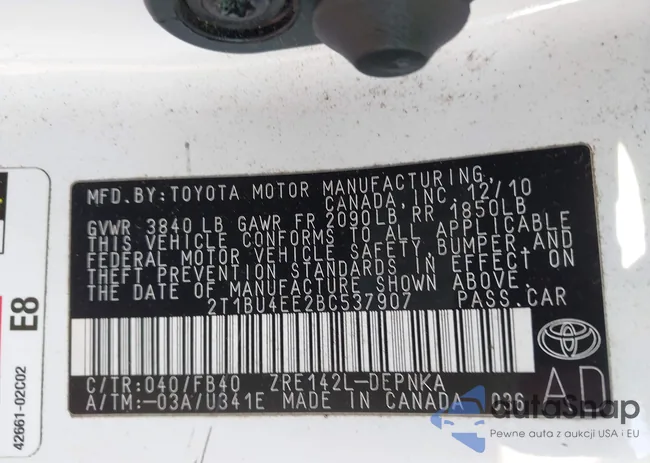 MFD.BY:TOYOTA MOTOR MANUFACTURING,
CANADA,INC.12/10
GVWR 3840 LB GAWR FR 2090LB RR 1850LB
THIS VEHICLE CONFORMS TO ALL APPLICABLE
FEDERAL MOTOR VEHICLE SAFETY, BUMPER, AND
THEFT PREVENTION STANDARDS IN EFFECT ON
THE DATE OF MANUFACTURE SHOWN ABOVE.
2T1BU4EE2BC537907 PASS.CAR
C/TR:040/FB40 ZRE142L-DEPNKA
A/TM:-03A/U341E MADE IN CANADA 036
AD
E8
42661-02C02
autoSnap
Pewne auta z aukcji USA i EU